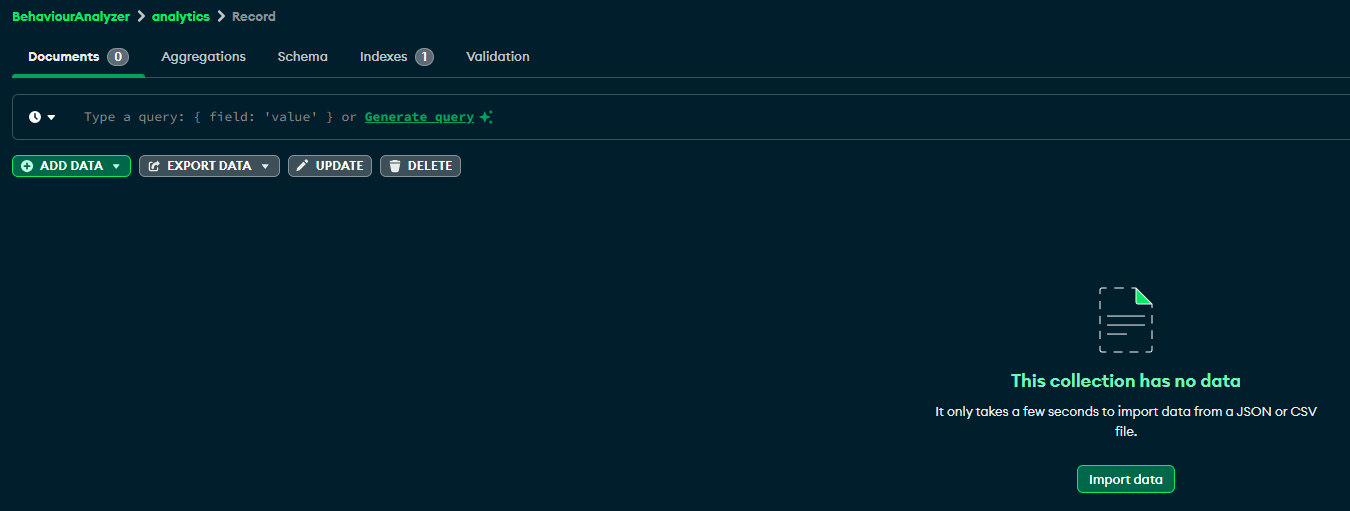 BehaviourAnalyzer > analytics > Record
Documents 0 Aggregations Schema Indexes 1 Validation
Type a query: { field: 'value' } or Generate query
ADD DATA EXPORT DATA UPDATE DELETE
This collection has no data
It only takes a few seconds to import data from a JSON or CSV
file.
Import data